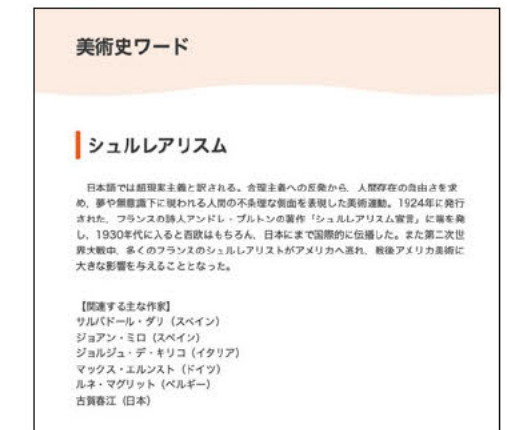 美術史ワード
シュルレアリスム
日本語では超現実主義と訳される。合理主義への反発から、人間存在の自由さを求
め、夢や無意識下に現われる人間の不条理な側面を表現した美術運動。1924年に発行
された、フランスの詩人アンドレ・ブルトンの著作「シュルレアリスム宣言」に端を発
し、1930年代に入ると西欧はもちろん、日本にまで国際的に伝播した。また第二次世
界大戦中、多くのフランスのシュルレアリストがアメリカへ逃れ、戦後アメリカ美術に
大きな影響を与えることとなった。
【関連する主な作家】
サルバドール・ダリ（スペイン）
ジョアン・ミロ（スペイン）
ジョルジュ・デ・キリコ（イタリア）
マックス・エルンスト（ドイツ）
ルネ・マグリット（ベルギー）
古賀春江（日本）